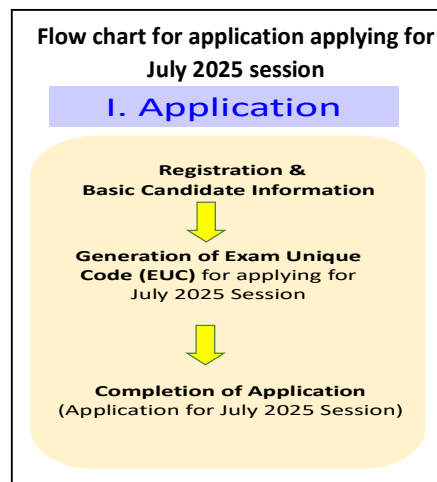 Flow chart for application applying for
July 2025 session
I. Application
Registration &
Basic Candidate Information
Generation of Exam Unique
Code (EUC) for applying for
July 2025 Session
Completion of Application
(Application for July 2025 Session)